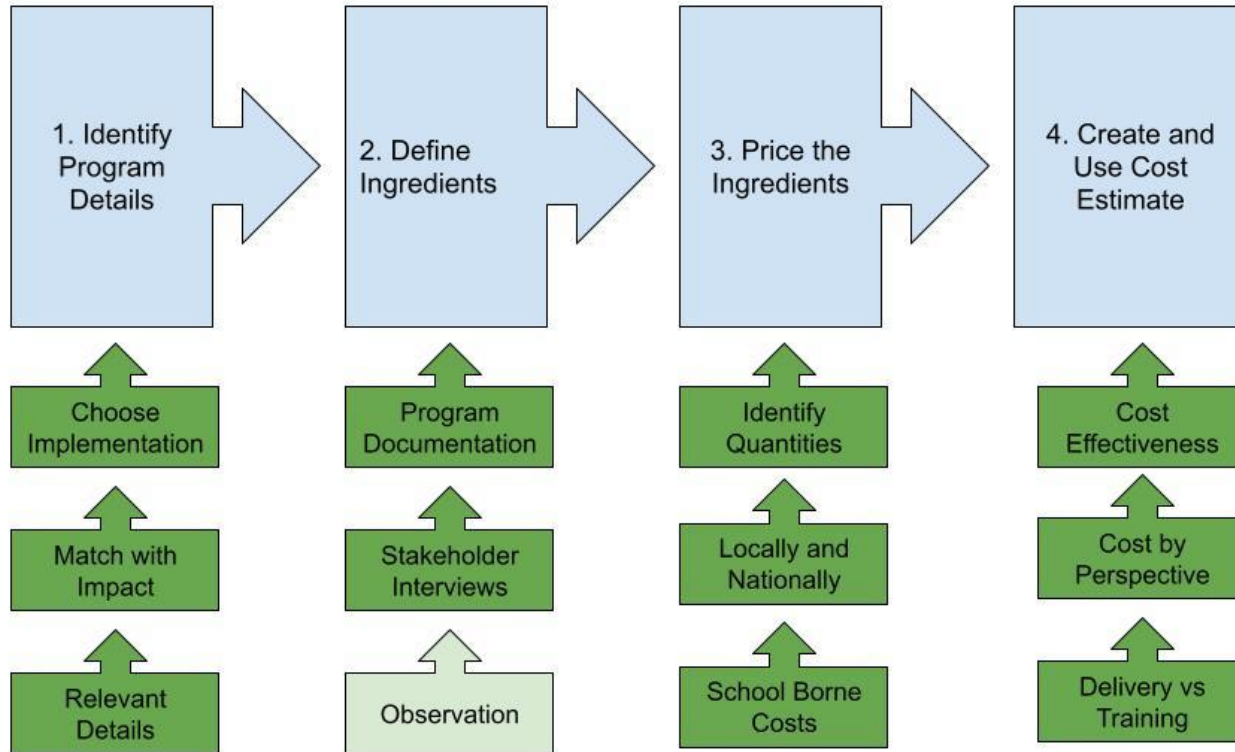 1. Identify
Program
Details
2. Define
Ingredients
3. Price the
Ingredients
4. Create and
Use Cost
Estimate
Choose
Implementation
Program
Documentation
Identify
Quantities
Cost
Effectiveness
Match with
Impact
Stakeholder
Interviews
Locally and
Nationally
Cost by
Perspective
Relevant
Details
Observation
School Borne
Costs
Delivery vs
Training